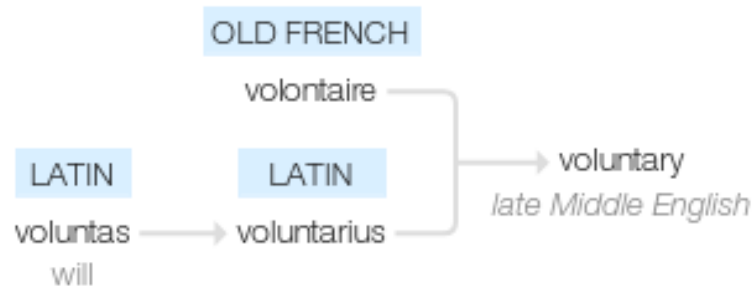 OLD FRENCH
volontaire
LATIN
LATIN
voluntary
late Middle English
voluntas
voluntarius
will